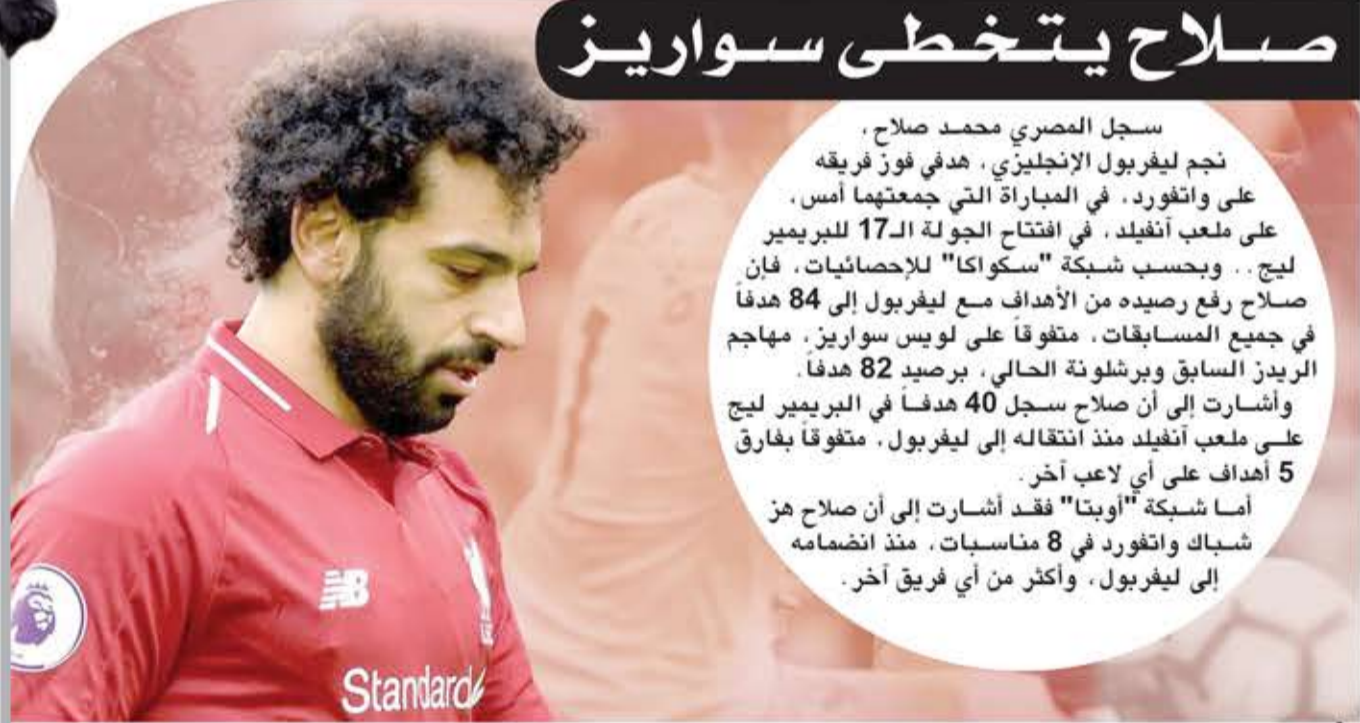 صلاح يتخطى سواريز
سجل المصري محمد صلاح،
نجم ليفربول الإنجليزي، هدفي فوز فريقه
على واتفورد، في المباراة التي جمعتهما أمس،
على ملعب آنفيلد، في افتتاح الجولة الـ17 للبريمير
ليج.. وبحسب شبكة "سكواكا" للإحصائيات، فإن
صلاح رفع رصيده من الأهداف مع ليفربول إلى 84 هدفاً
في جميع المسابقات، متفوقاً على لويس سواريز، مهاجم
الريدز السابق وبرشلونة الحالي، برصيد 82 هدفاً.
وأشارت إلى أن صلاح سجل 40 هدفاً في البريمير ليج
على ملعب آنفيلد منذ انتقاله إلى ليفربول، متفوقاً بفارق
5 أهداف على أي لاعب آخر.
أما شبكة "أوبتا" فقد أشارت إلى أن صلاح هز
شباك واتفورد في 8 مناسبات، منذ انضمامه
إلى ليفربول، وأكثر من أي فريق آخر.
NB
Standard